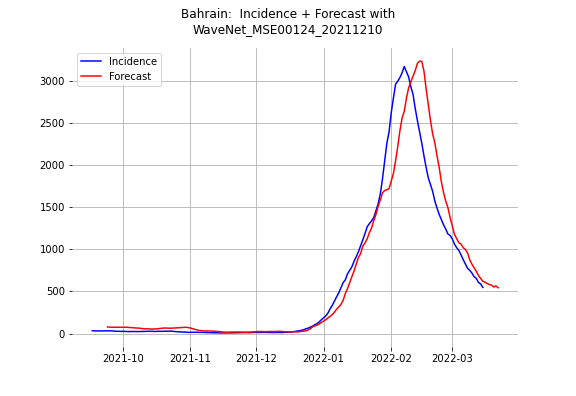 Bahrain:  Incidence + Forecast with
WaveNet_MSE00124_20211210
Incidence
Forecast
3000
2500
2000
1500
1000
500
0
2021-10 2021-11 2021-12 2022-01 2022-02 2022-03